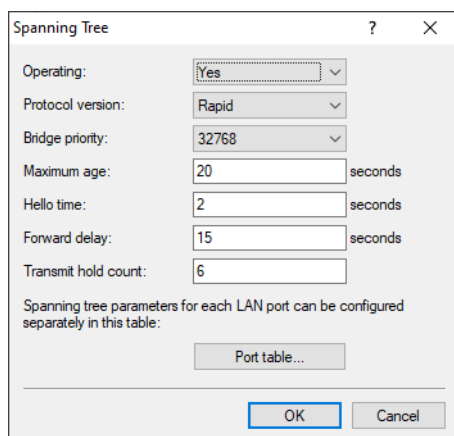 Spanning Tree ?
Operating: Yes
Protocol version: Rapid
Bridge priority: 32768
Maximum age: 20 seconds
Hello time: 2 seconds
Forward delay: 15 seconds
Transmit hold count: 6
Spanning tree parameters for each LAN port can be configured
separately in this table:
Port table...
OK Cancel